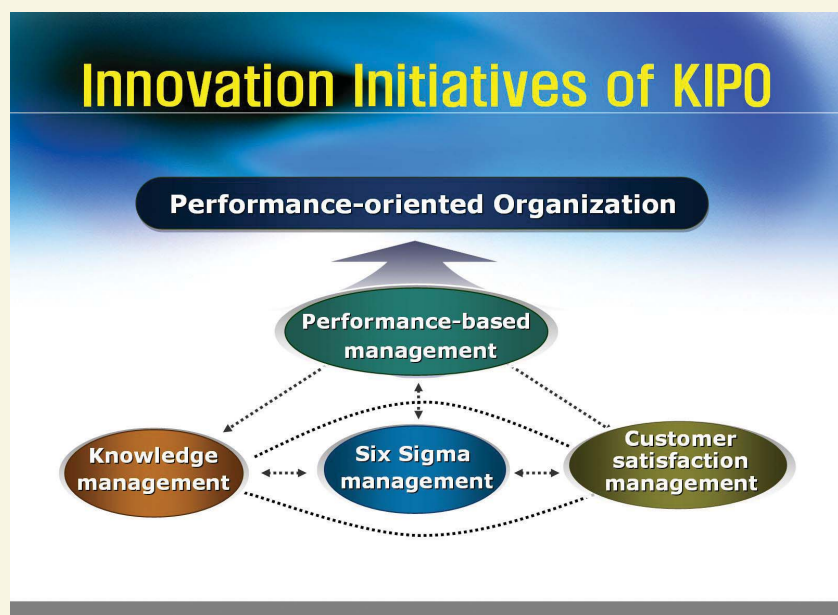 Innovation Initiatives of KIPO
Performance-oriented Organization
Performance-based
management
Knowledge
management
Six Sigma
management
Customer
satisfaction
management